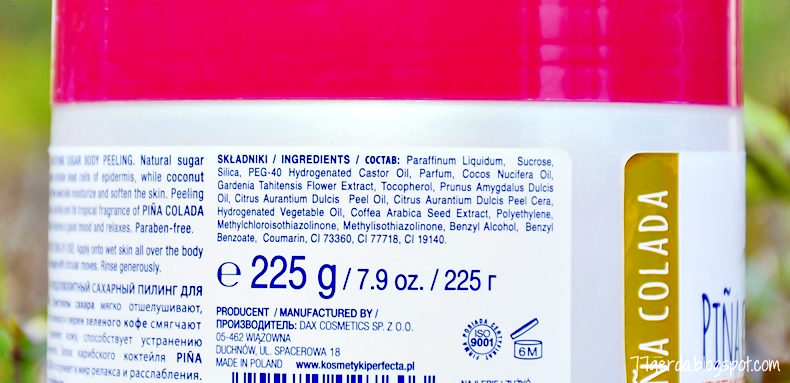 SUGAR BODY PEELING. Natural sugar
cells of epidermis, while coconut
moisturize and soften the skin. Peeling
tropical fragrance of PIÑA COLADA
good mood and relaxes. Paraben-free.
Apply onto wet skin all over the body
circular moves. Rinse generously.
САХАРНЫЙ ПИЛИНГ ДЛЯ
сахара мягко отшелушивают,
зерен зеленого кофе смягчают
кожу, способствует устранению
карибского коктейля PIÑA
в мир релакса и расслабления.
SKŁADNIKI / INGREDIENTS / СОСТАВ: Paraffinum Liquidum, Sucrose,
Silica, PEG-40 Hydrogenated Castor Oil, Parfum, Cocos Nucifera Oil,
Gardenia Tahitensis Flower Extract, Tocopherol, Prunus Amygdalus Dulcis
Oil, Citrus Aurantium Dulcis Peel Oil, Citrus Aurantium Dulcis Peel Cera,
Hydrogenated Vegetable Oil, Coffea Arabica Seed Extract, Polyethylene,
Methylchloroisothiazolinone, Methylisothiazolinone, Benzyl Alcohol, Benzyl
Benzoate, Coumarin, CI 73360, CI 77718, CI 19140.
e 225 g / 7.9 oz. / 225 г
PRODUCENT / MANUFACTURED BY /
ПРОИЗВОДИТЕЛЬ: DAX COSMETICS SP. Z O.O.
05-462 WIĄZOWNA
DUCHNÓW, UL. SPACEROWA 18
MADE IN POLAND www.kosmetykiperfecta.pl
ISO
9001
6M
ÑA COLADA
PIÑA
77gerda.blogspot.com